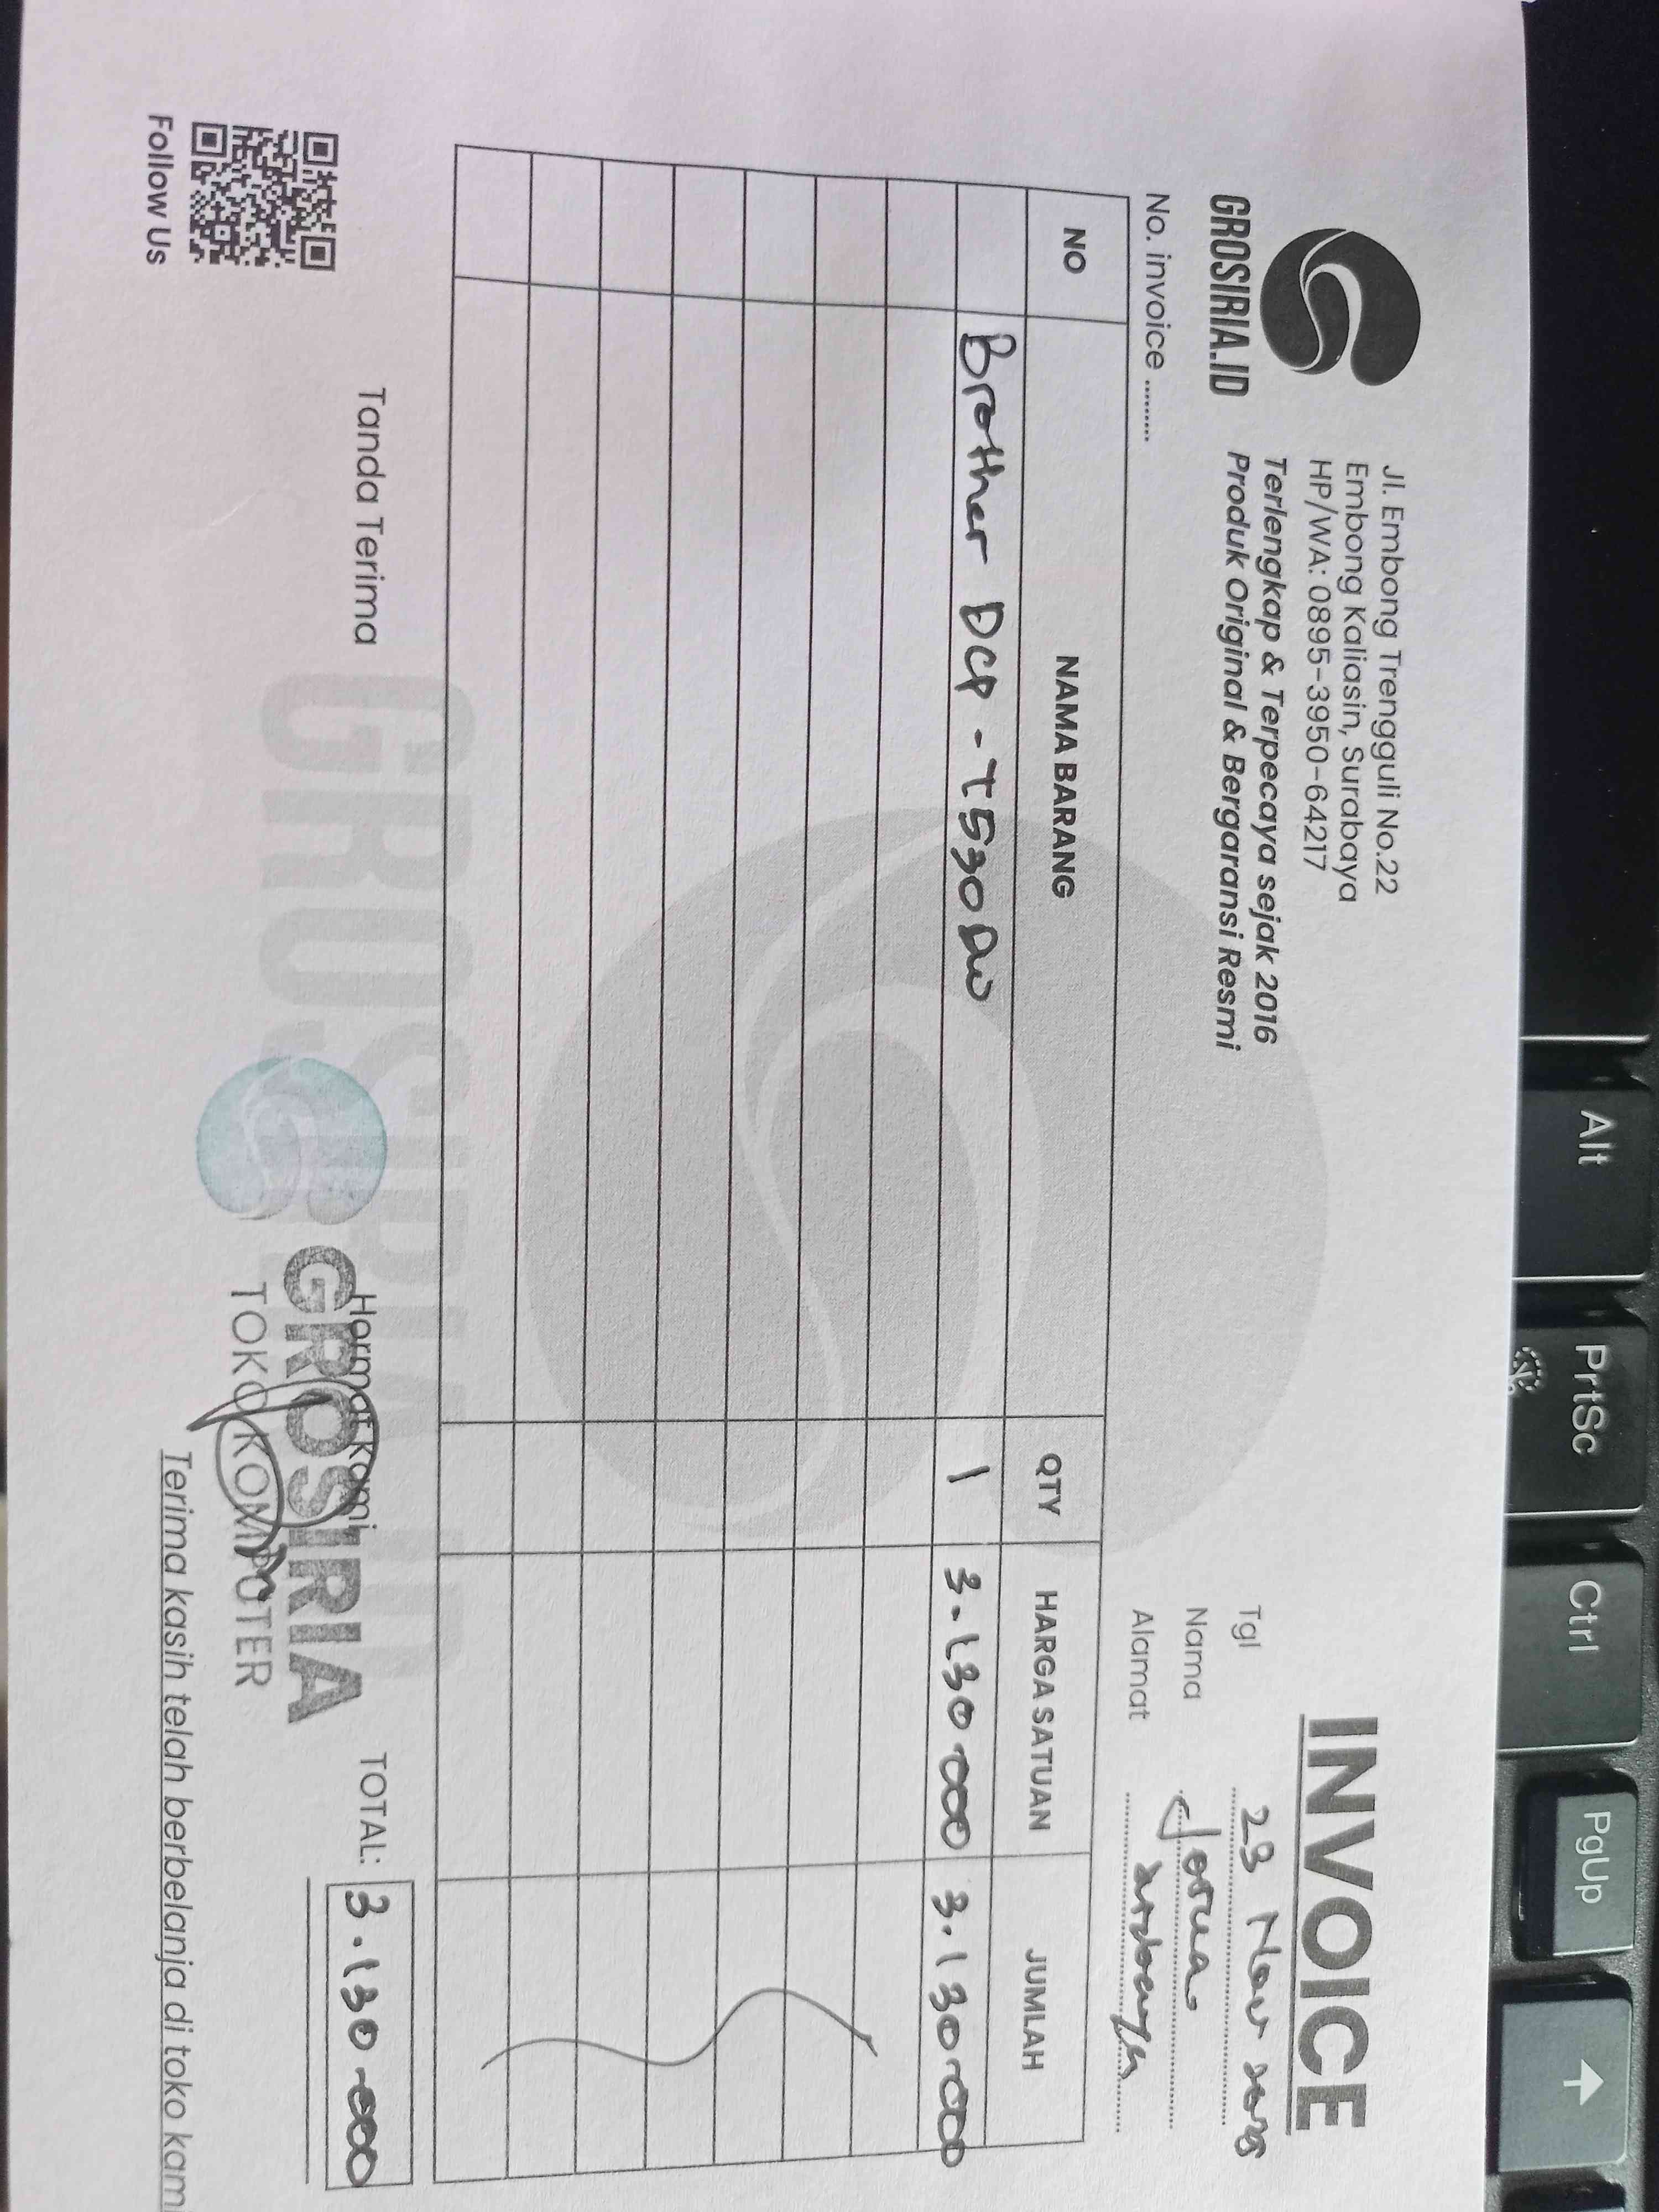 GROSIRIA.ID
Jl. Embong Trengguli No.22
Embong Kaliasin, Surabaya
HP/WA: 0895-3950-64217
Terlengkap & Terpecaya sejak 2016
Produk Original & Bergaransi Resmi
INVOICE
Tgl 23 Nov
Nama
Alamat
No. invoice ........
NO NAMA BARANG QTY HARGA SATUAN JUMLAH
Brother DCP-T530DW 1 3.130.000 3.130.000
Tanda Terima
Hormat Kami,
TOTAL: 3.130.000
GROSIRIA
TOKO KOMPUTER
GROSIRIA.ID
Follow Us
Terima kasih telah berbelanja di toko kami
Alt
PrtSc
Ctrl
PgUp